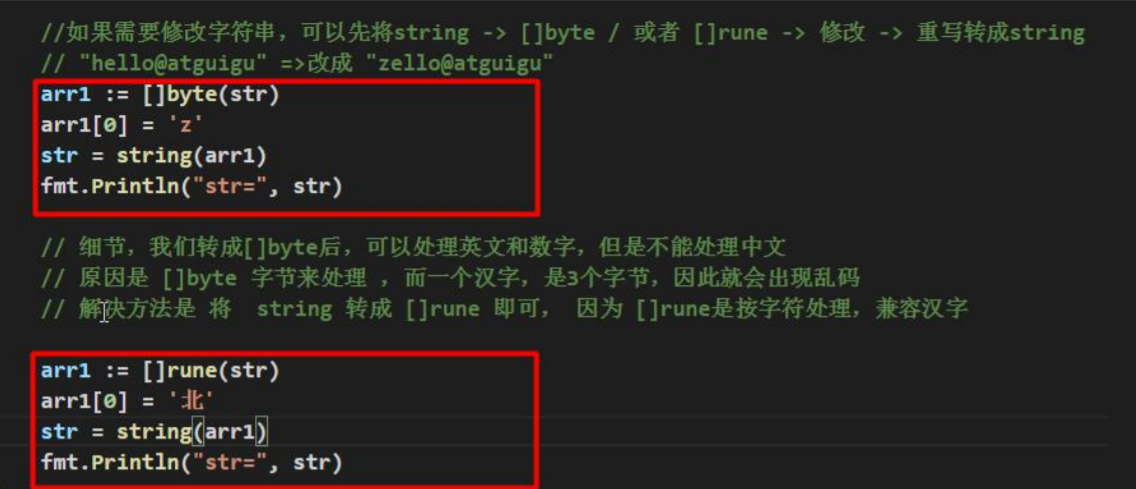 //如果需要修改字符串，可以先将string -> []byte / 或者 []rune -> 修改 -> 重写转成string
// "hello@atguigu" =>改成 "zello@atguigu"
arr1 := []byte(str)
arr1[0] = 'z'
str = string(arr1)
fmt.Println("str=", str)
// 细节，我们转成[]byte后，可以处理英文和数字，但是不能处理中文
// 原因是 []byte 字节来处理 ，而一个汉字，是3个字节，因此就会出现乱码
// 解决方法是 将  string 转成 []rune 即可， 因为 []rune是按字符处理，兼容汉字
arr1 := []rune(str)
arr1[0] = '北'
str = string(arr1)
fmt.Println("str=", str)